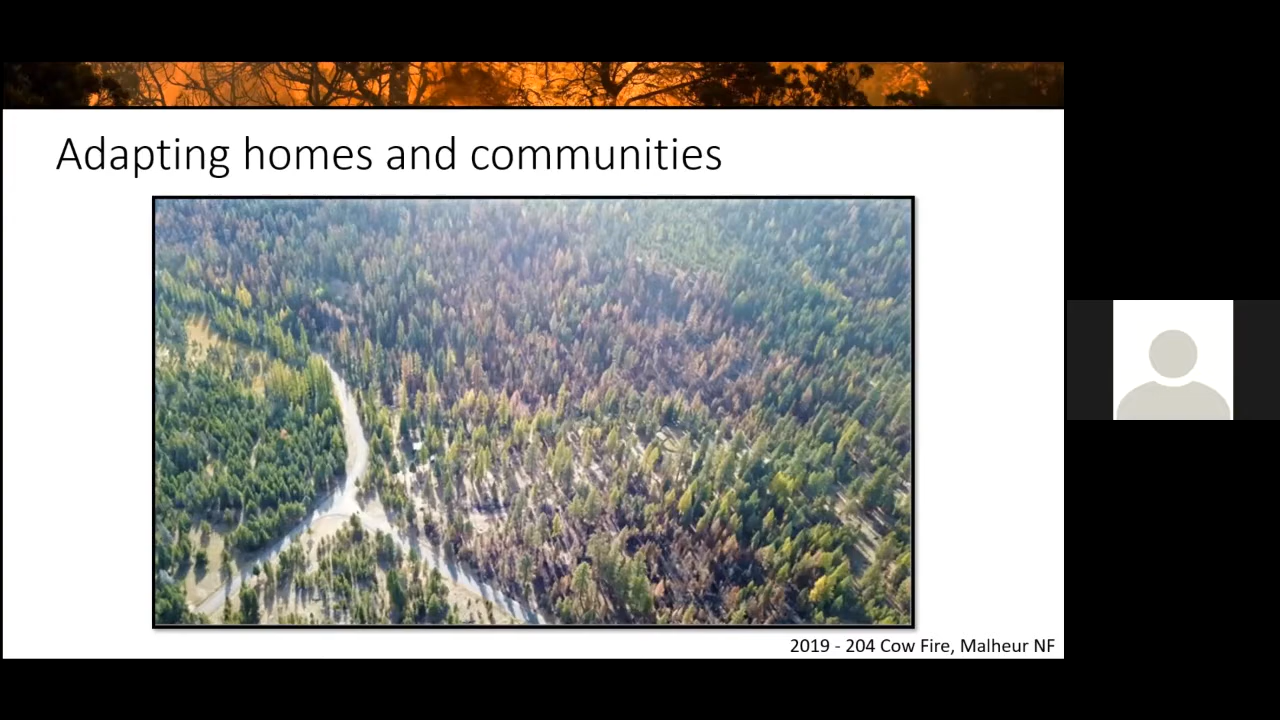 Adapting homes and communities
2019 - 204 Cow Fire, Malheur NF